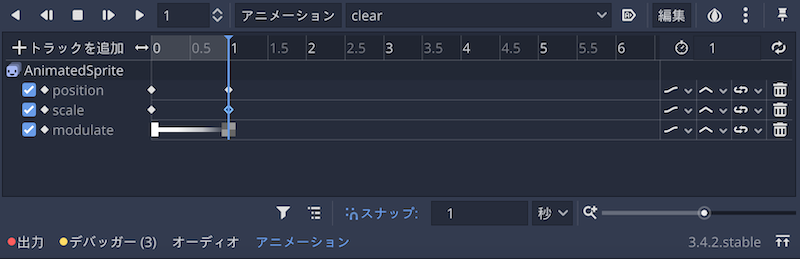 1 アニメーション clear 編集
トラックを追加 0 0.5 1 1.5 2 2.5 3 3.5 4 4.5 5 5.5 6 1
AnimatedSprite
position
scale
modulate
スナップ: 1 秒
出力 デバッガー (3) オーディオ アニメーション 3.4.2.stable